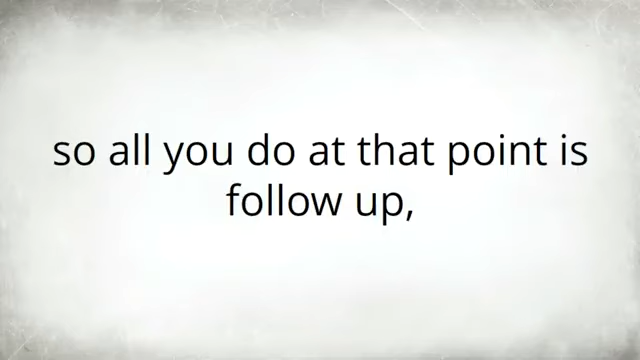 so all you do at that point is
follow up,